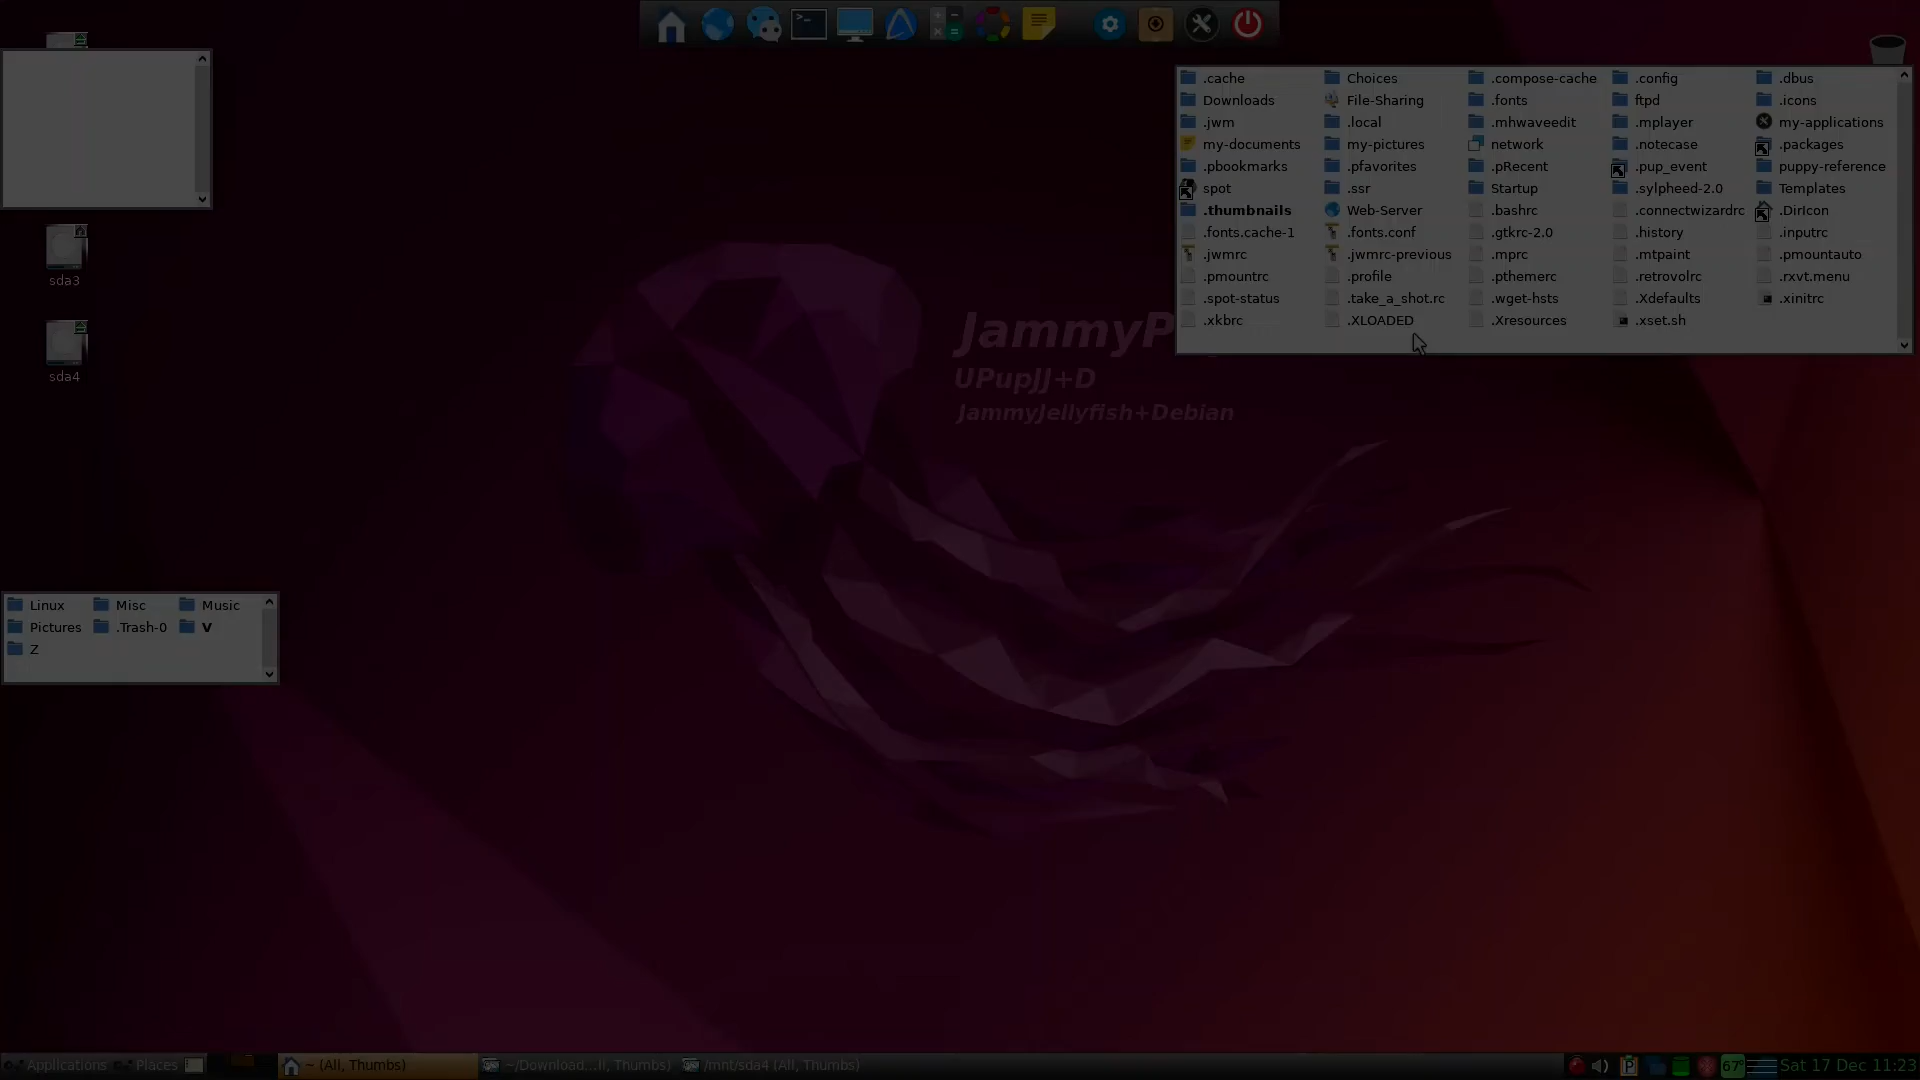 .cache Choices .compose-cache .config .dbus
Downloads File-Sharing .fonts ftpd .icons
.jwm .local .mhwaveedit .mplayer my-applications
my-documents my-pictures network .notecase .packages
.pbookmarks .pfavorites .pRecent .pup_event puppy-reference
spot .ssr Startup .sylpheed-2.0 Templates
.thumbnails Web-Server .bashrc .connectwizardrc .DirIcon
.fonts.cache-1 .fonts.conf .gtkrc-2.0 .history .inputrc
.jwmrc .jwmrc-previous .mprc .mtpaint .pmountauto
.pmountrc .profile .pthemerc .retrovolrc .rxvt.menu
.spot-status .take_a_shot.rc .wget-hsts .Xdefaults .xinitrc
.xkbrc .XLOADED .Xresources .xset.sh
sda3
sda4
JammyP
UPupJJ+D
JammyJellyfish+Debian
Linux Misc Music
Pictures .Trash-0 V
Z
Applications Places ~ (All, Thumbs) ~/Download...ll, Thumbs) /mnt/sda4 (All, Thumbs) 67° Sat 17 Dec 11:23